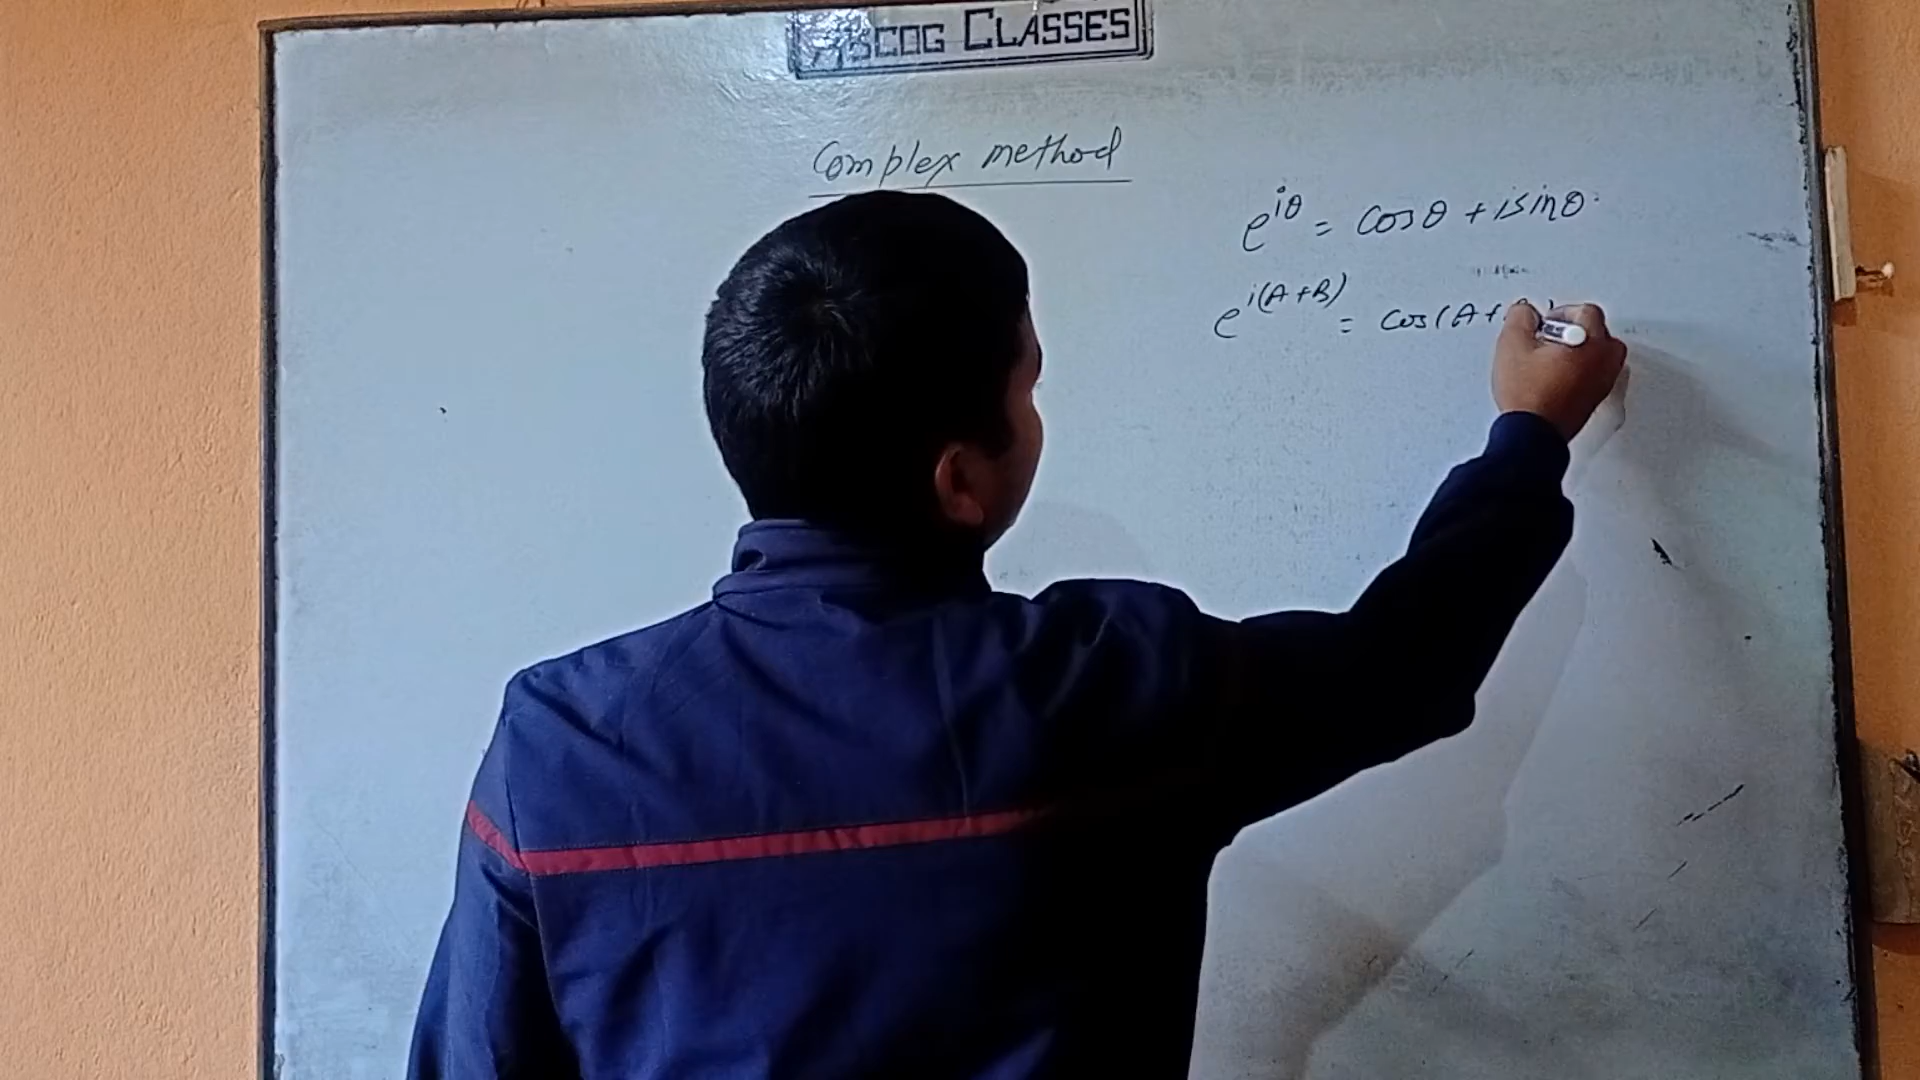 CLASSES
Complex method
e^{iθ} = cosθ + isinθ
e^{i(A+B)} = cos(A+